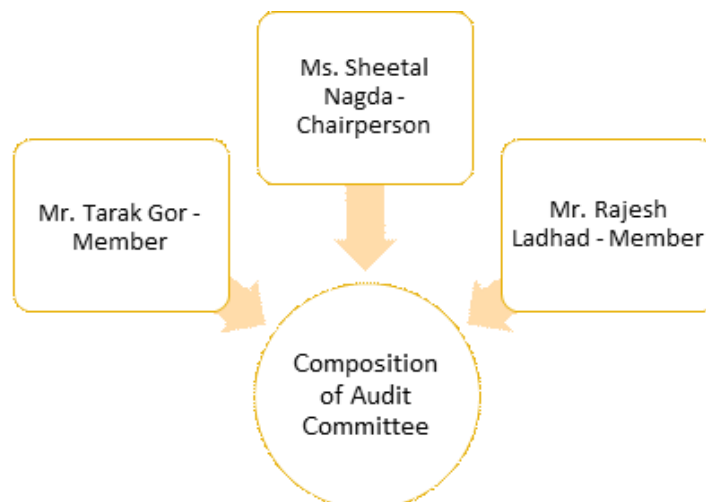 Ms. Sheetal
Nagda -
Chairperson
Mr. Tarak Gor -
Member
Mr. Rajesh
Ladhad - Member
Composition
of Audit
Committee